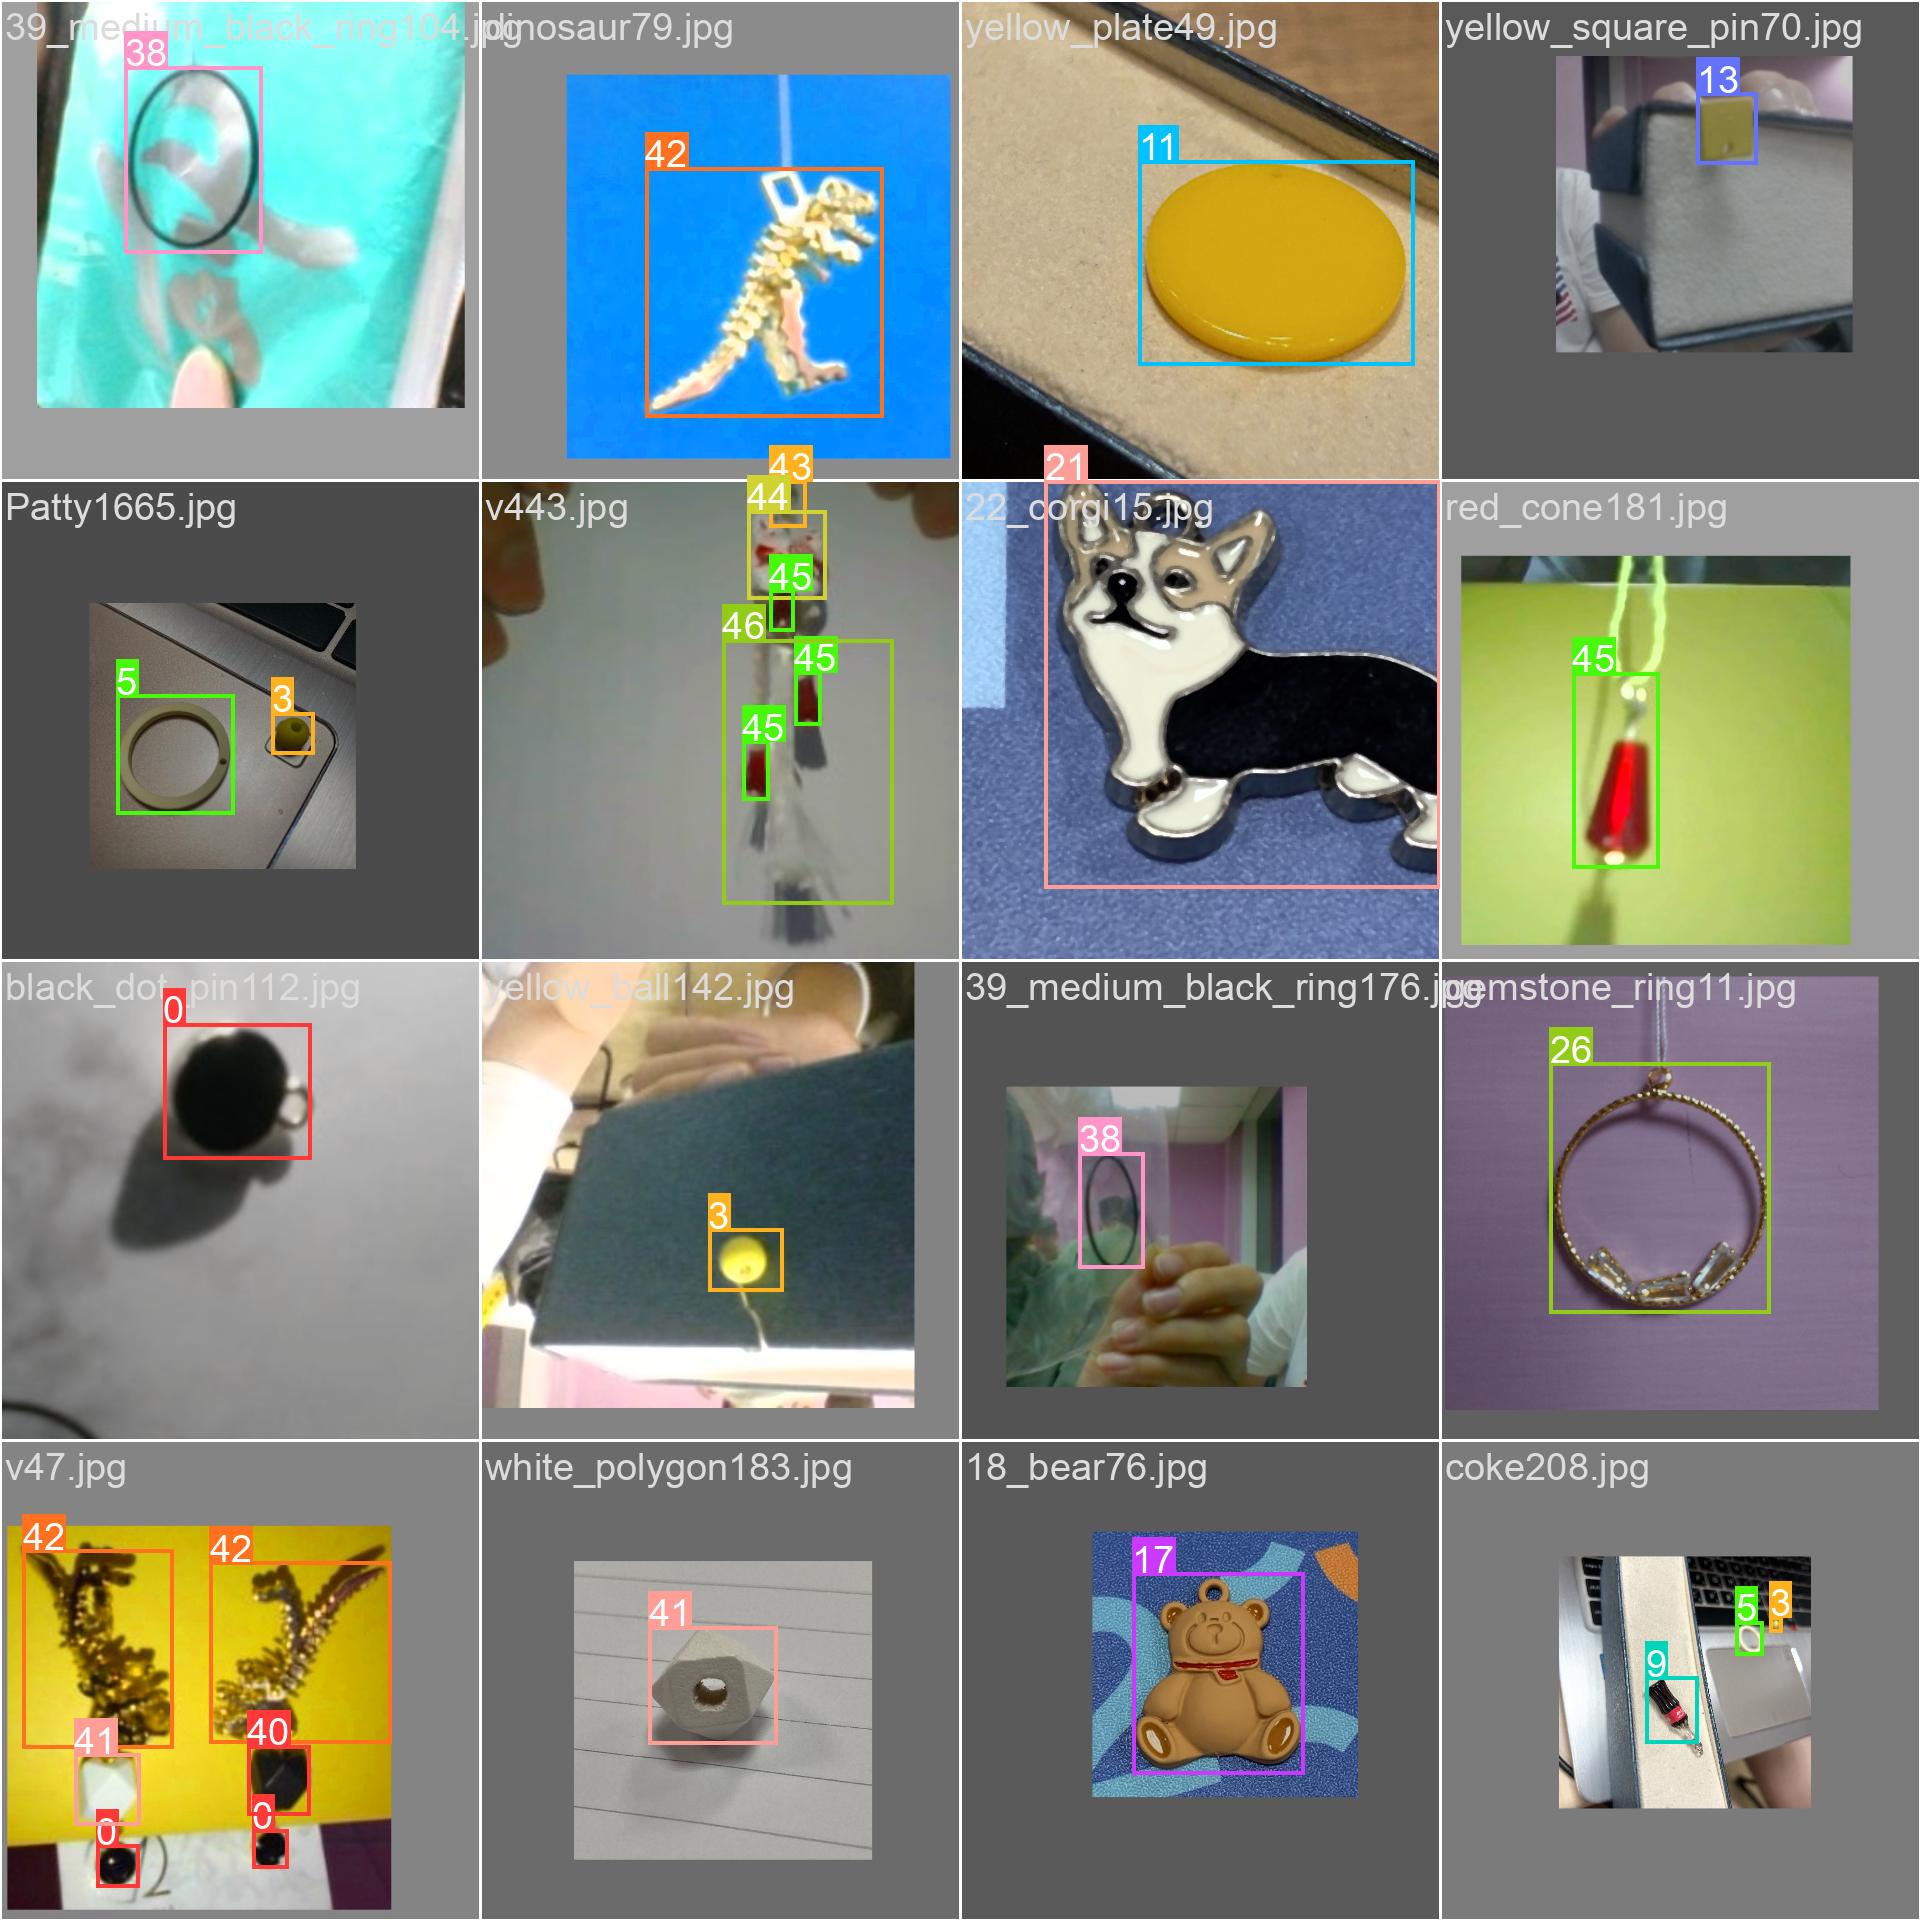 39_medium_black_ring104.jpg
38
dinosaur79.jpg
42
yellow_plate49.jpg
11
yellow_square_pin70.jpg
13
Patty1665.jpg
5
3
v443.jpg
43
44
45
46
45
45
22_corgi15.jpg
21
red_cone181.jpg
45
black_dot_pin112.jpg
0
yellow_ball142.jpg
3
39_medium_black_ring176.jpg
38
gemstone_ring11.jpg
26
v47.jpg
42
42
41
40
0
0
white_polygon183.jpg
41
18_bear76.jpg
17
coke208.jpg
5
3
9